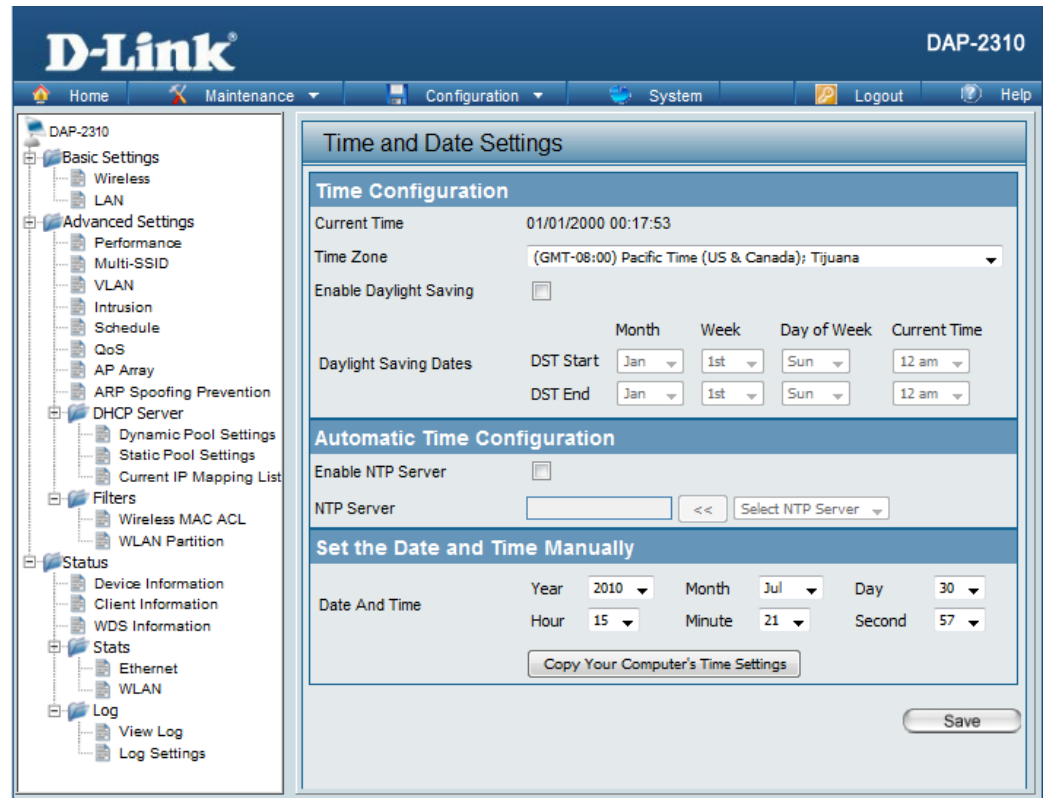 D-Link®
DAP-2310
Home Maintenance Configuration System Logout Help
DAP-2310
Basic Settings
Wireless
LAN
Advanced Settings
Performance
Multi-SSID
VLAN
Intrusion
Schedule
QoS
AP Array
ARP Spoofing Prevention
DHCP Server
Dynamic Pool Settings
Static Pool Settings
Current IP Mapping List
Filters
Wireless MAC ACL
WLAN Partition
Status
Device Information
Client Information
WDS Information
Stats
Ethernet
WLAN
Log
View Log
Log Settings
Time and Date Settings
Time Configuration
Current Time 01/01/2000 00:17:53
Time Zone (GMT-08:00) Pacific Time (US & Canada); Tijuana
Enable Daylight Saving
Month Week Day of Week Current Time
Daylight Saving Dates
DST Start Jan 1st Sun 12 am
DST End Jan 1st Sun 12 am
Automatic Time Configuration
Enable NTP Server
NTP Server << Select NTP Server
Set the Date and Time Manually
Date And Time
Year 2010 Month Jul Day 30
Hour 15 Minute 21 Second 57
Copy Your Computer's Time Settings
Save